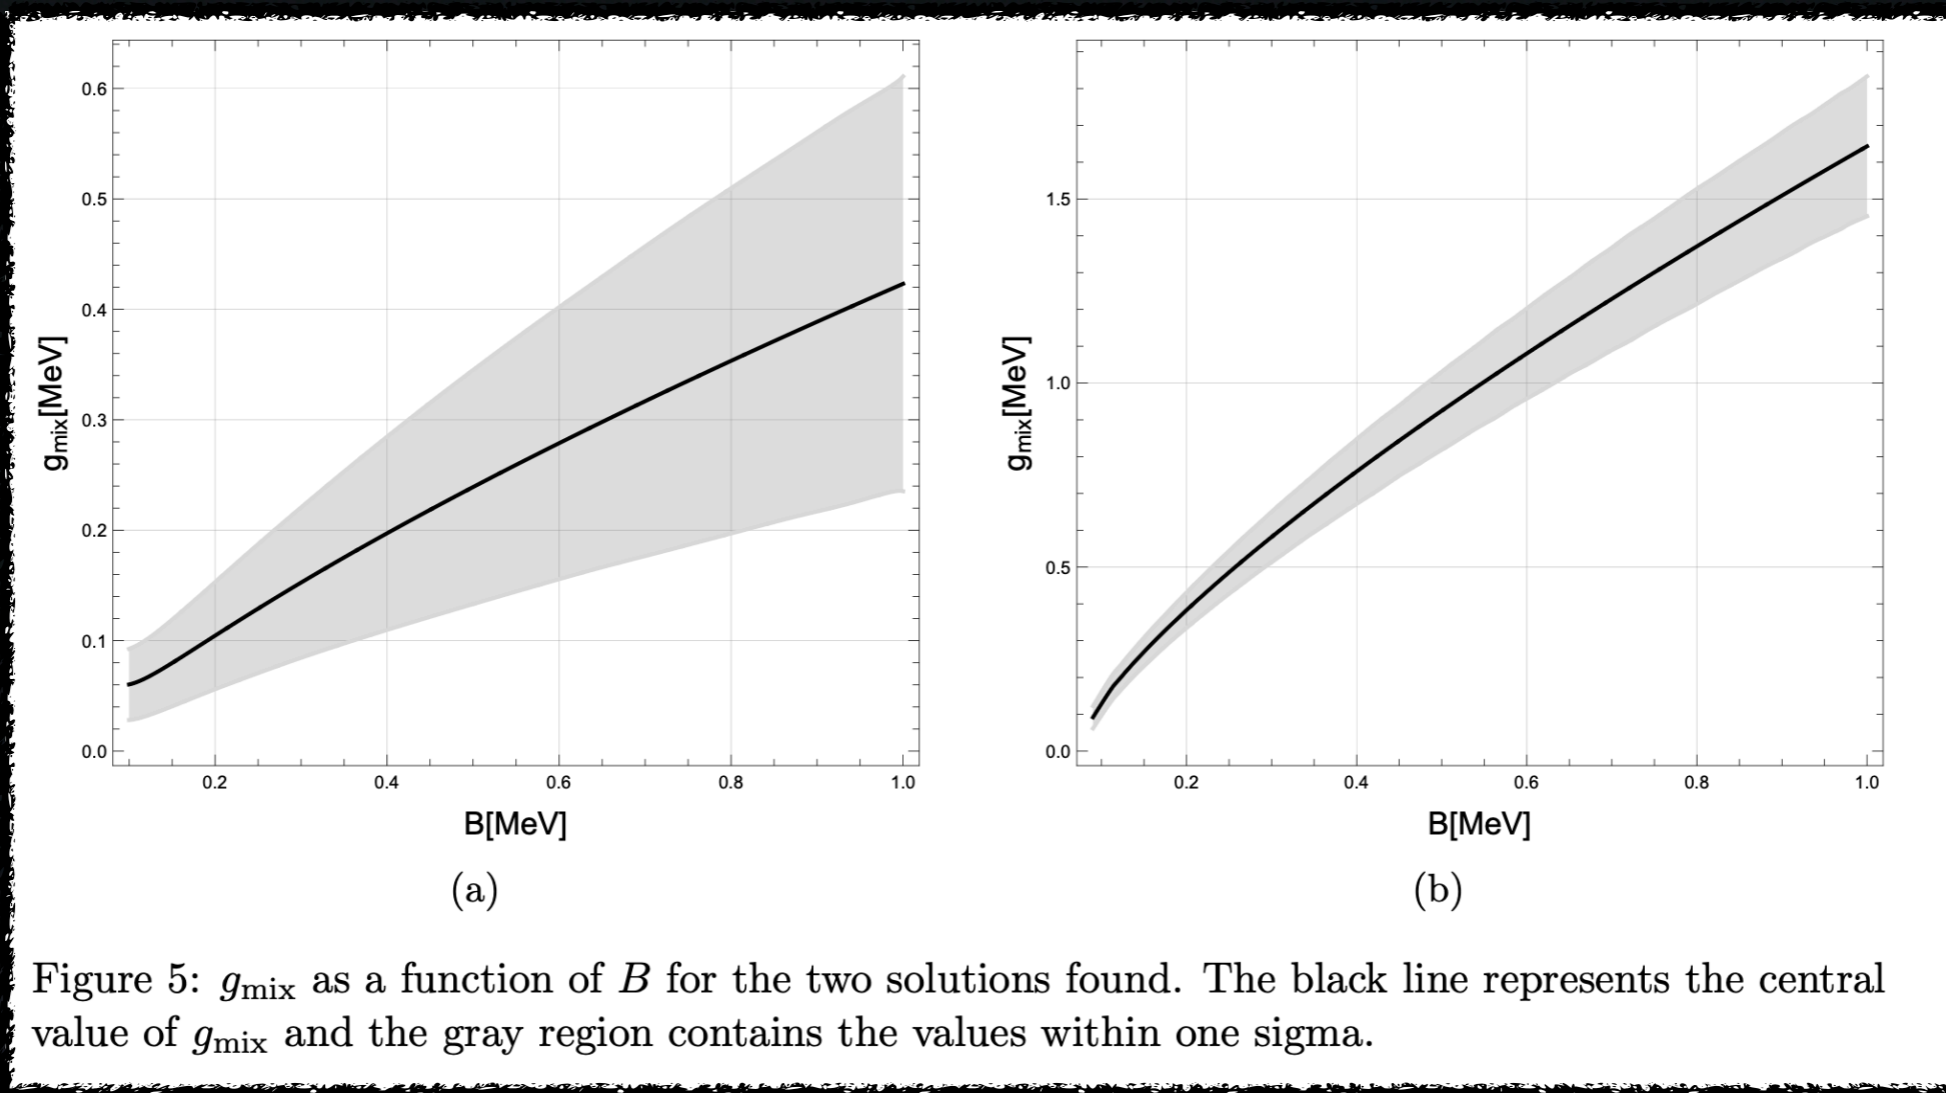 0.6
0.5
0.4
0.3
0.2
0.1
0.0
gmix[MeV]
0.2 0.4 0.6 0.8 1.0
B[MeV]
(a)
1.5
1.0
0.5
0.0
gmix[MeV]
0.2 0.4 0.6 0.8 1.0
B[MeV]
(b)
Figure 5: gmix as a function of B for the two solutions found. The black line represents the central
value of gmix and the gray region contains the values within one sigma.